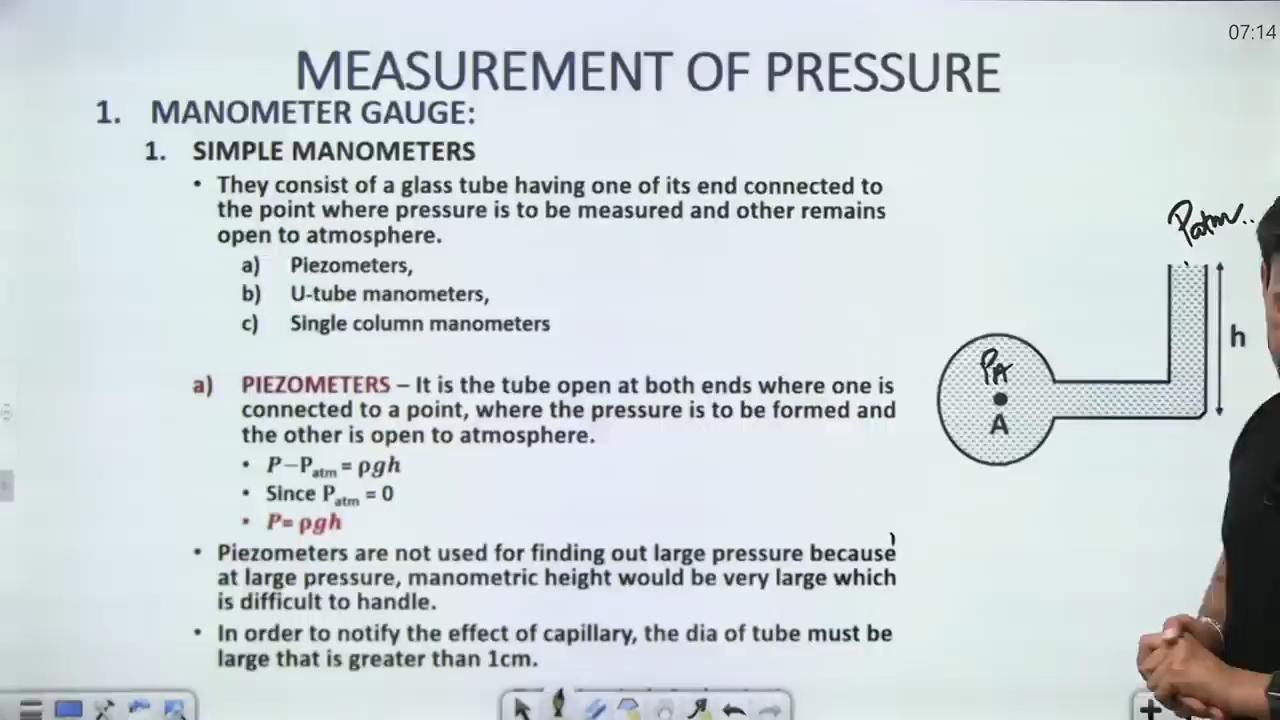 07:14
MEASUREMENT OF PRESSURE
1. MANOMETER GAUGE:
1. SIMPLE MANOMETERS
• They consist of a glass tube having one of its end connected to
the point where pressure is to be measured and other remains
open to atmosphere.
a) Piezometers,
b) U-tube manometers,
c) Single column manometers
a) PIEZOMETERS – It is the tube open at both ends where one is
connected to a point, where the pressure is to be formed and
the other is open to atmosphere.
• P–Patm = ρgh
• Since Patm = 0
• P= ρgh
• Piezometers are not used for finding out large pressure because
at large pressure, manometric height would be very large which
is difficult to handle.
• In order to notify the effect of capillary, the dia of tube must be
large that is greater than 1cm.
Patm..
h
PA
A